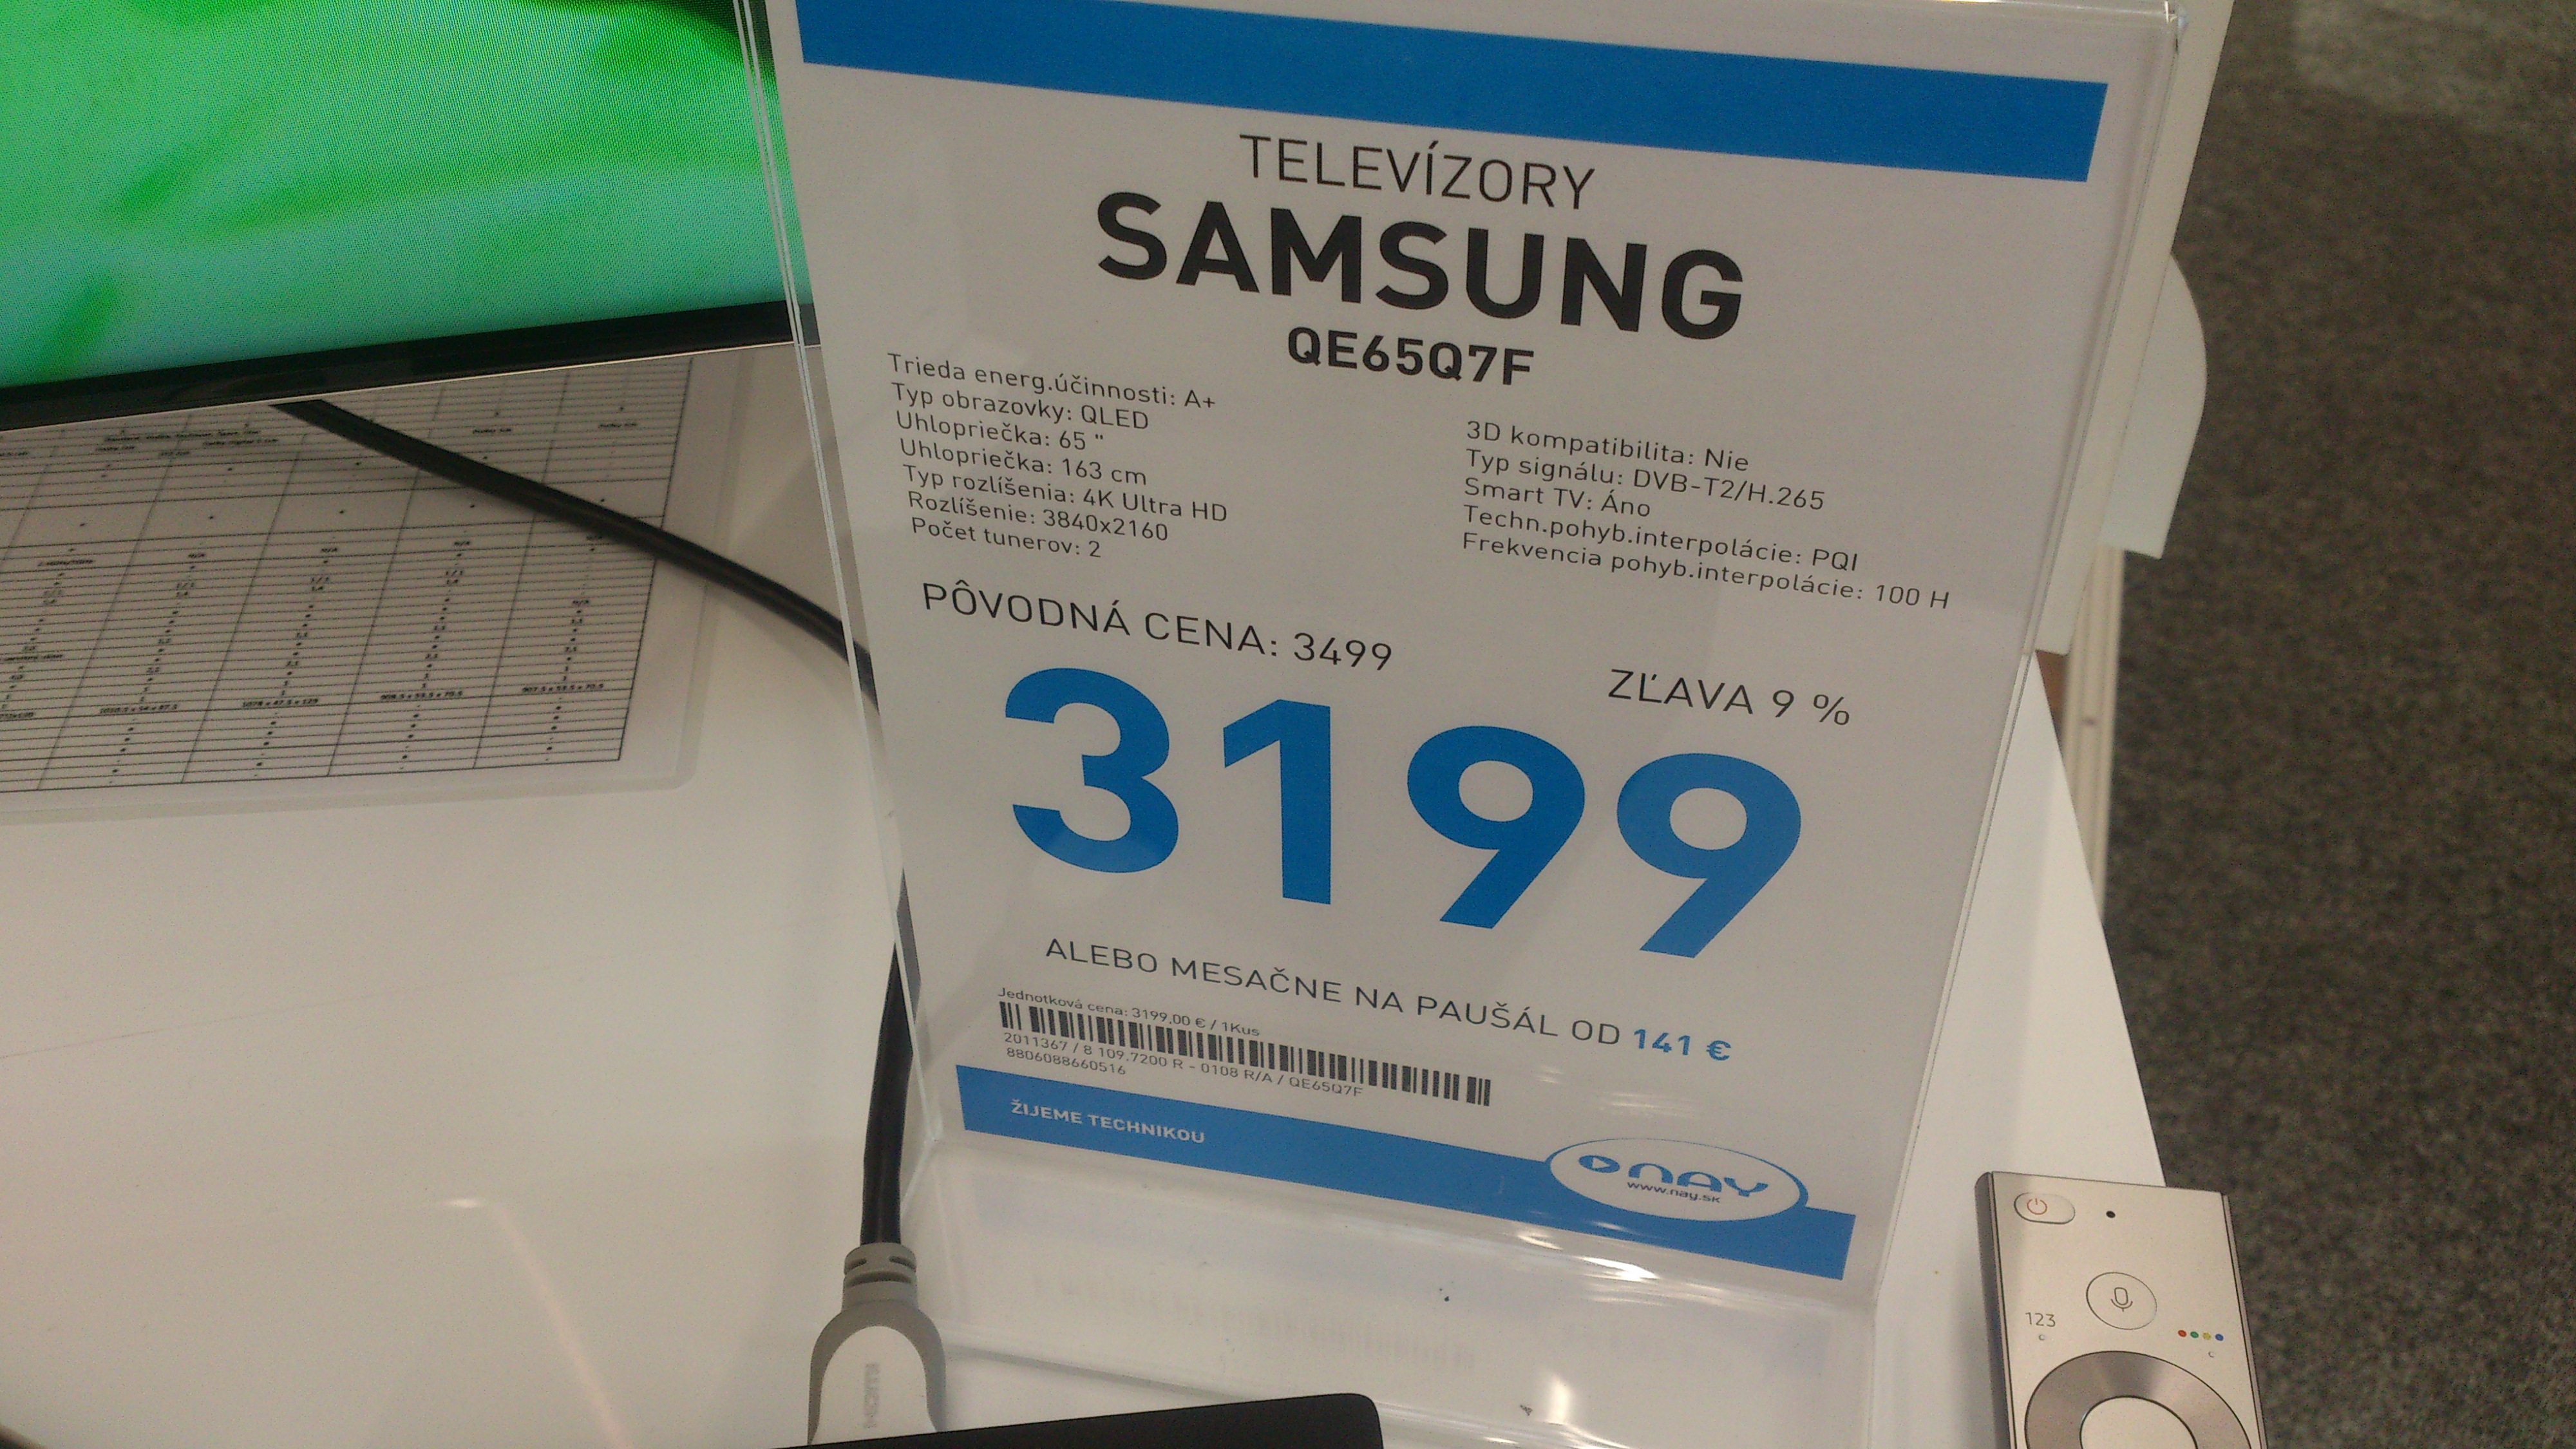 TELEVÍZORY
SAMSUNG
QE65Q7F
Trieda energ.účinnosti: A+
Typ obrazovky: QLED
Uhlopriečka: 65 "
Uhlopriečka: 163 cm
Typ rozlíšenia: 4K Ultra HD
Rozlíšenie: 3840x2160
Počet tunerov: 2
3D kompatibilita: Nie
Typ signálu: DVB-T2/H.265
Smart TV: Áno
Techn.pohyb.interpolácie: PQI
Frekvencia pohyb.interpolácie: 100 H
PÔVODNÁ CENA: 3499
ZĽAVA 9 %
3199
ALEBO MESAČNE NA PAUŠÁL OD 141 €
Jednotková cena: 3199,00 € / 1Kus
2011367 / 8 109.7200 R - 0108 R/A / QE65Q7F
8806088660516
ŽIJEME TECHNIKOU
NAY
www.nay.sk
123
HDMI